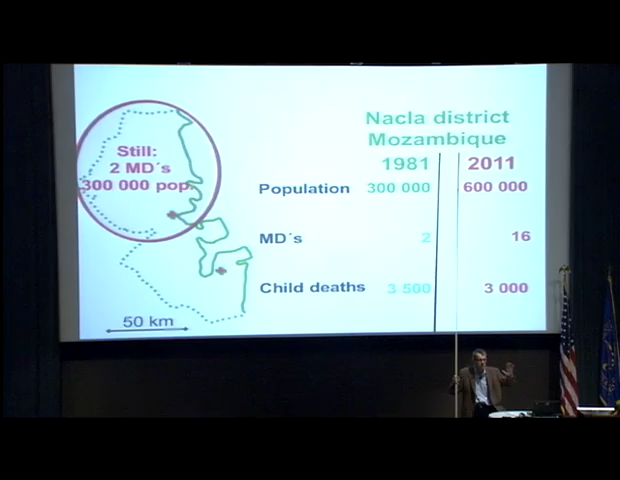 Nacla district
Mozambique
1981 2011
Still:
2 MD´s
300 000 pop.
Population 300 000 600 000
MD´s 2 16
Child deaths 3 500 3 000
50 km